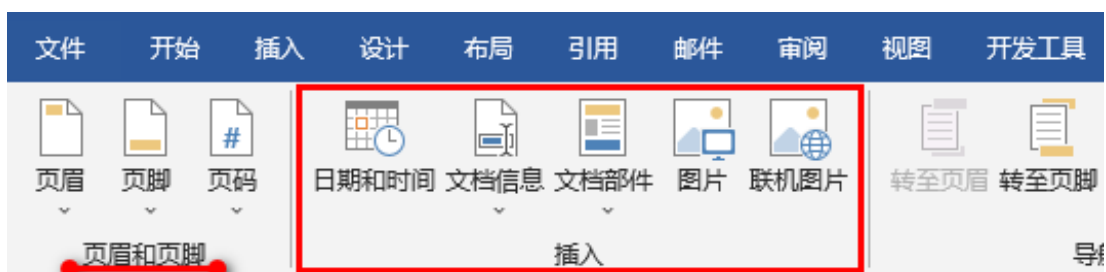 文件 开始 插入 设计 布局 引用 邮件 审阅 视图 开发工具
#
页眉 页脚 页码 日期和时间 文档信息 文档部件 图片 联机图片 转至页眉 转至页脚
页眉和页脚 插入